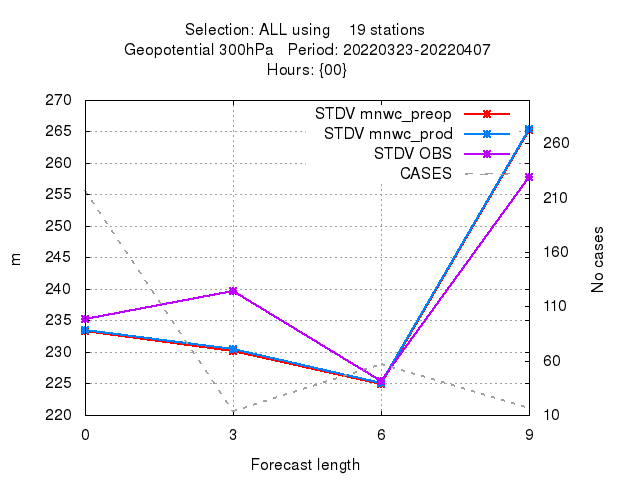 Selection: ALL using    19 stations
Geopotential 300hPa   Period: 20220323-20220407
Hours: {00}
STDV mnwc_preop
STDV mnwc_prod
STDV OBS
CASES
270
265
260
255
250
245
240
235
230
225
220
m
260
210
160
110
60
10
No cases
0 3 6 9
Forecast length